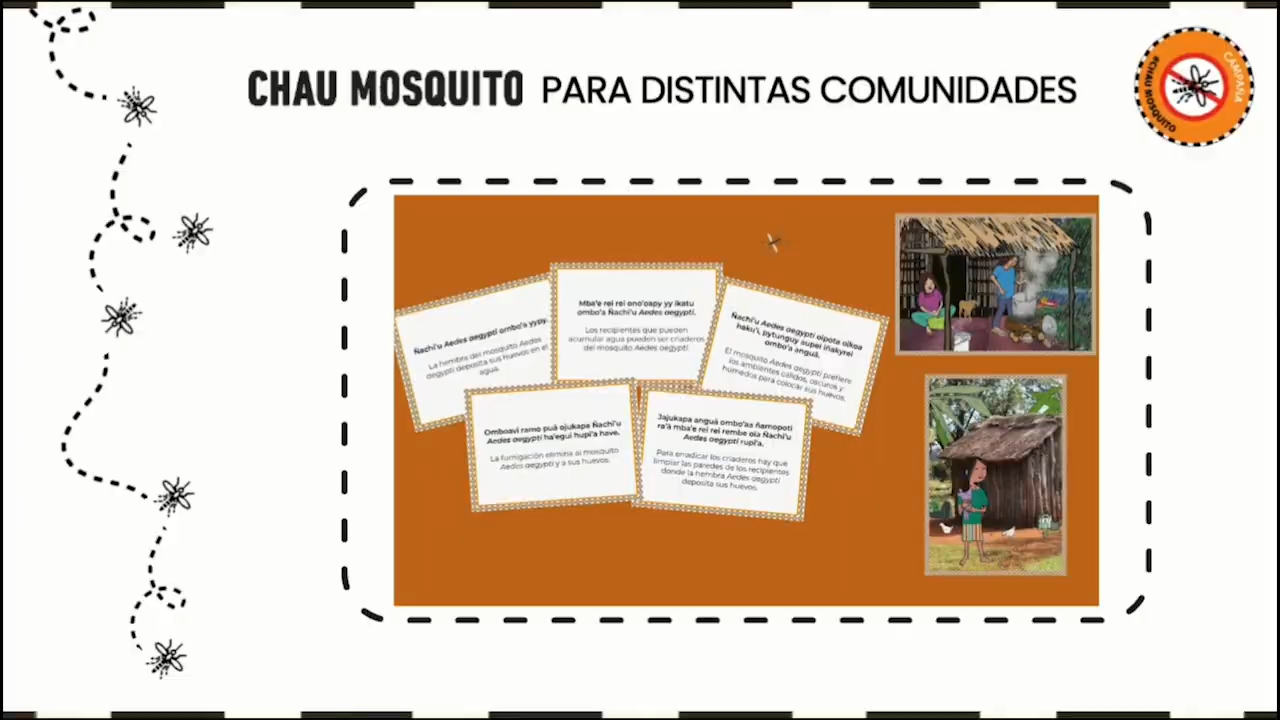 CHAU MOSQUITO PARA DISTINTAS COMUNIDADES
CAMPAÑA
#CHAU MOSQUITO
Ñachi'u Aedes aegypti ombo'a yypy.
La hembra del mosquito Aedes
aegypti deposita sus huevos en el
agua.
Mba'e rei rei ono'oapy yy ikatu
ombo'a Ñachi'u Aedes aegypti.
Los recipientes que pueden
acumular agua pueden ser criaderos
del mosquito Aedes aegypti.
Ñachi'u Aedes aegypti oipota oikoa
haku'i, pytunguy aupei iñakyrei
ombo'a anguã.
El mosquito Aedes aegypti prefiere
los ambientes cálidos, oscuros y
húmedos para colocar sus huevos.
Omboavi ramo puã ojukapa Ñachi'u
Aedes aegypti ha'egui hupi'a have.
La fumigación elimina al mosquito
Aedes aegypti y a sus huevos.
Jajukapa anguã ombo'aa ñamopoti
ra'ã mba'e rei rei rembe oia Ñachi'u
Aedes aegypti rupi'a.
Para erradicar los criaderos hay que
limpiar las paredes de los recipientes
donde la hembra Aedes aegypti
deposita sus huevos.